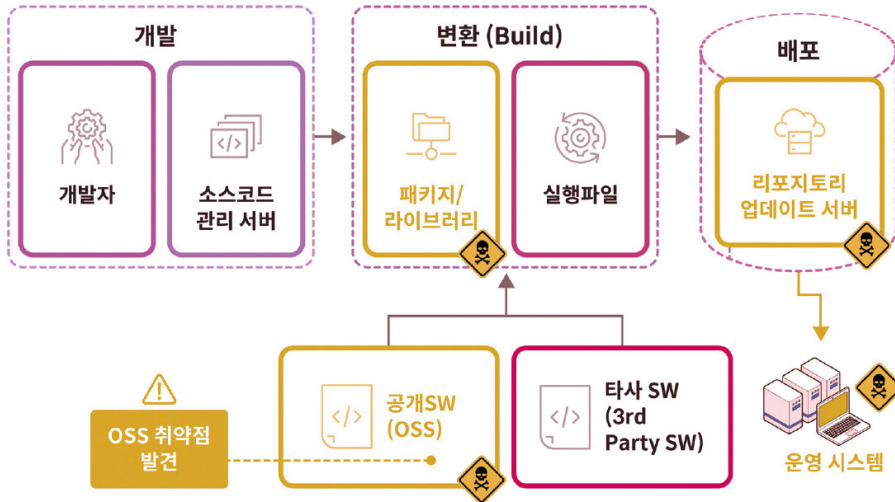 개발
변환 (Build)
배포
개발자
소스코드
관리 서버
패키지/
라이브러리
실행파일
리포지토리
업데이트 서버
OSS 취약점
발견
공개SW
(OSS)
타사 SW
(3rd
Party SW)
운영 시스템